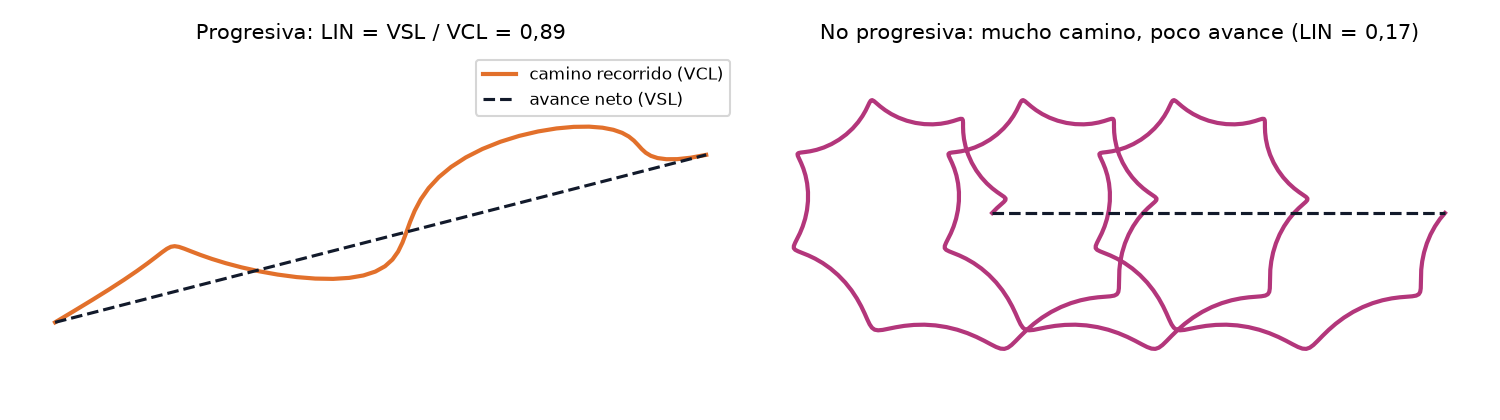 Progresiva: LIN = VSL / VCL = 0,89
camino recorrido (VCL)
avance neto (VSL)
No progresiva: mucho camino, poco avance (LIN = 0,17)